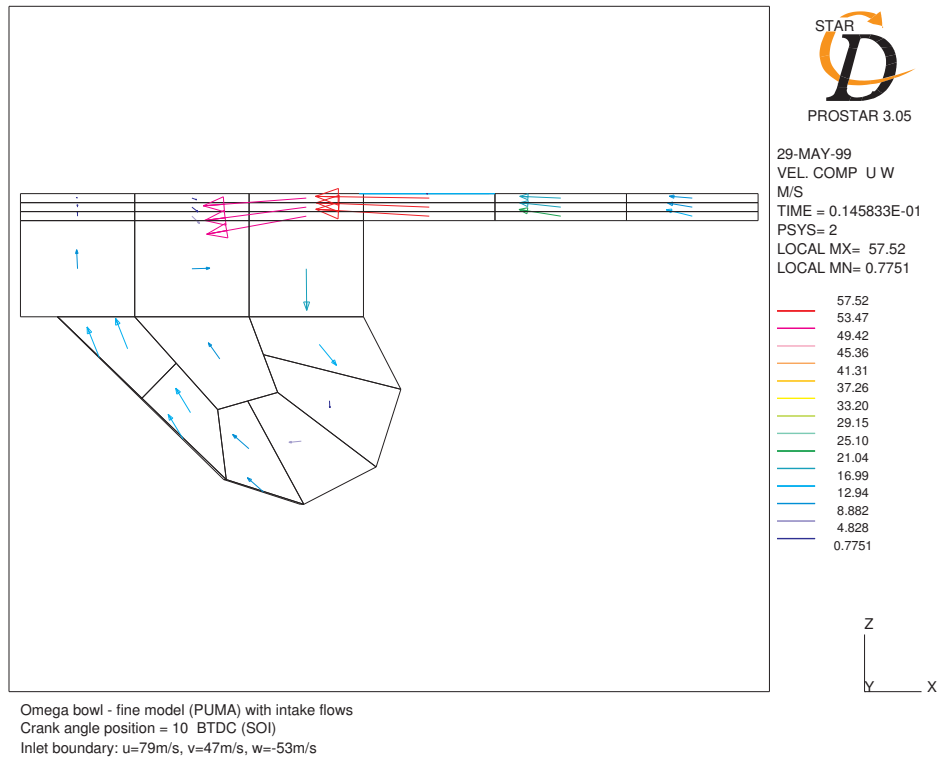 STAR
D
PROSTAR 3.05
29-MAY-99
VEL. COMP U W
M/S
TIME = 0.145833E-01
PSYS= 2
LOCAL MX= 57.52
LOCAL MN= 0.7751
57.52
53.47
49.42
45.36
41.31
37.26
33.20
29.15
25.10
21.04
16.99
12.94
8.882
4.828
0.7751
Z
Y X
Omega bowl - fine model (PUMA) with intake flows
Crank angle position = 10 BTDC (SOI)
Inlet boundary: u=79m/s, v=47m/s, w=-53m/s